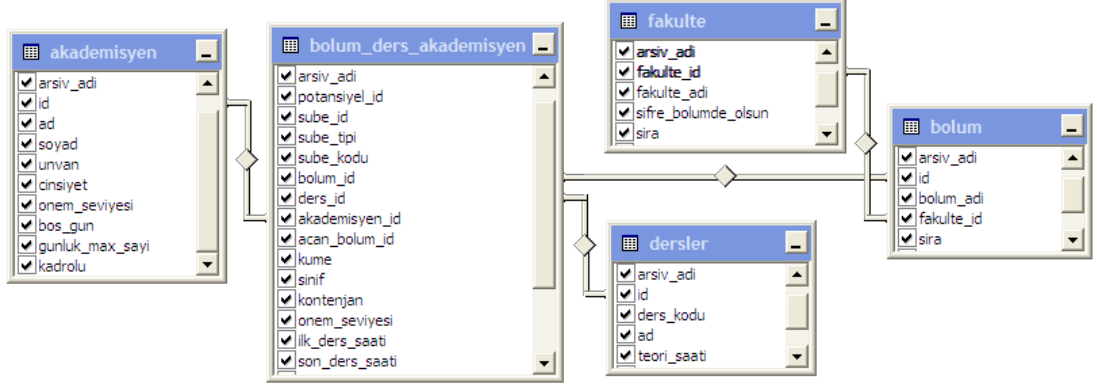 akademisyen
arsiv_adi
id
ad
soyad
unvan
cinsiyet
onem_seviyesi
bos_gun
gunluk_max_sayi
kadrolu
bolum_ders_akademisyen
arsiv_adi
potansiyel_id
sube_id
sube_tipi
sube_kodu
bolum_id
ders_id
akademisyen_id
acan_bolum_id
kume
sinif
kontenjan
onem_seviyesi
ilk_ders_saati
son_ders_saati
fakulte
arsiv_adi
fakulte_id
fakulte_adi
sifre_bolumde_olsun
sira
dersler
arsiv_adi
id
ders_kodu
ad
teori_saati
bolum
arsiv_adi
id
bolum_adi
fakulte_id
sira